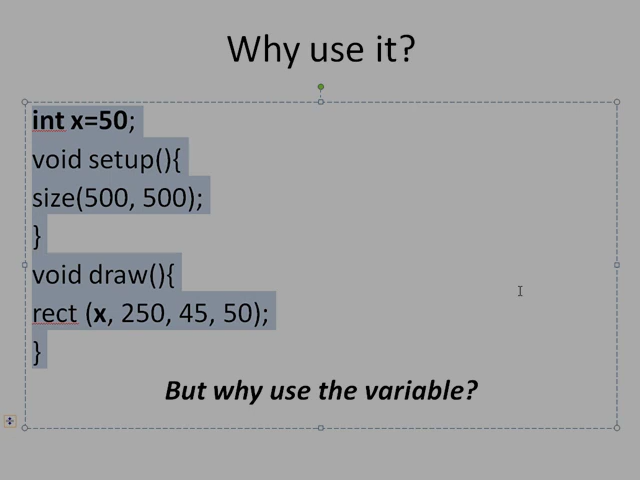 Why use it?
int x=50;
void setup(){
size(500, 500);
}
void draw(){
rect (x, 250, 45, 50);
}
But why use the variable?